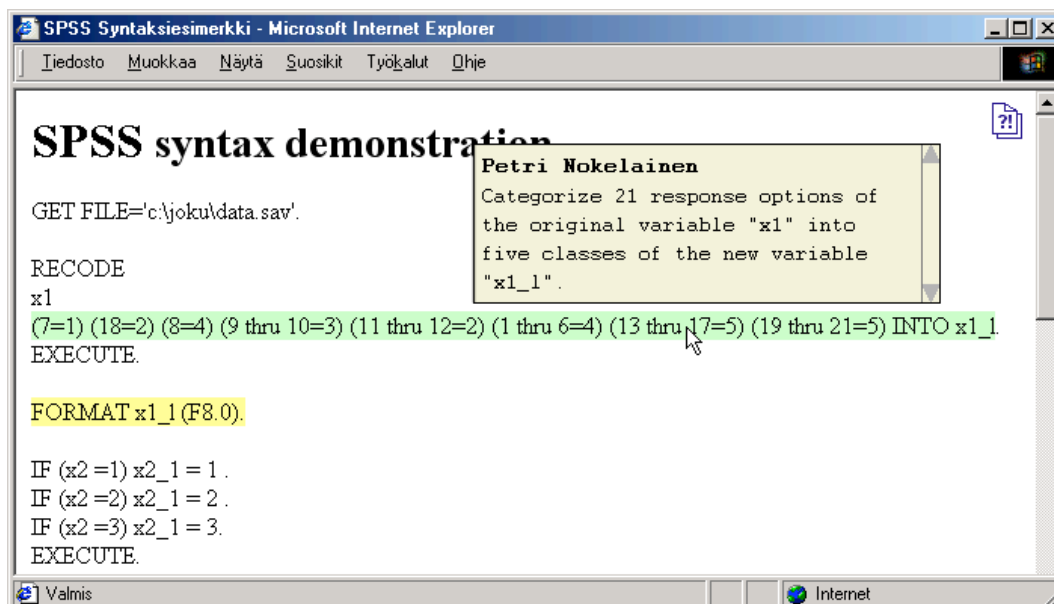 SPSS Syntaksiesimerkki - Microsoft Internet Explorer
Tiedosto Muokkaa Näytä Suosikit Työkalut Ohje
?!
SPSS syntax demonstration
Petri Nokelainen
Categorize 21 response options of
the original variable "x1" into
five classes of the new variable
"x1_l".
GET FILE='c:\joku\data.sav'.
RECODE
x1
(7=1) (18=2) (8=4) (9 thru 10=3) (11 thru 12=2) (1 thru 6=4) (13 thru 17=5) (19 thru 21=5) INTO x1_l.
EXECUTE.
FORMAT x1_l (F8.0).
IF (x2 =1) x2_1 = 1 .
IF (x2 =2) x2_1 = 2 .
IF (x2 =3) x2_1 = 3.
EXECUTE.
Valmis
Internet